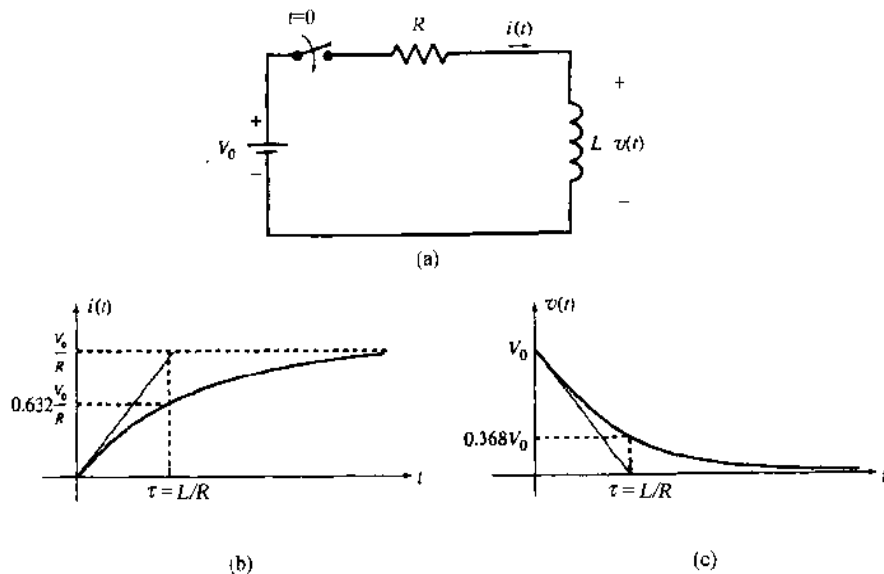 t=0
R
i(t)
+
V₀
−
+
L v(t)
−
(a)
i(t)
V₀/R
0.632 V₀/R
τ = L/R
t
(b)
v(t)
V₀
0.368V₀
τ = L/R
t
(c)